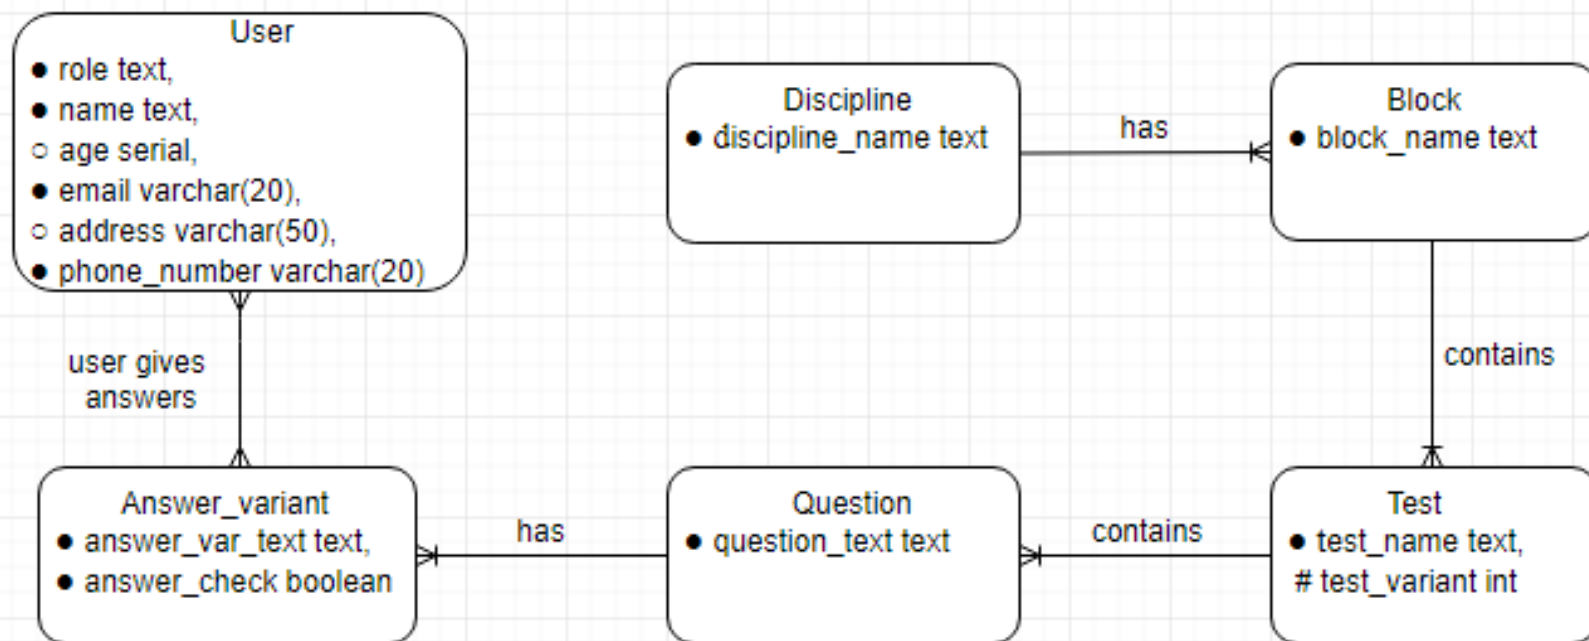 User
● role text,
● name text,
○ age serial,
● email varchar(20),
○ address varchar(50),
● phone_number varchar(20)
Discipline
● discipline_name text
has
Block
● block_name text
user gives
answers
contains
Answer_variant
● answer_var_text text,
● answer_check boolean
has
Question
● question_text text
contains
Test
● test_name text,
# test_variant int